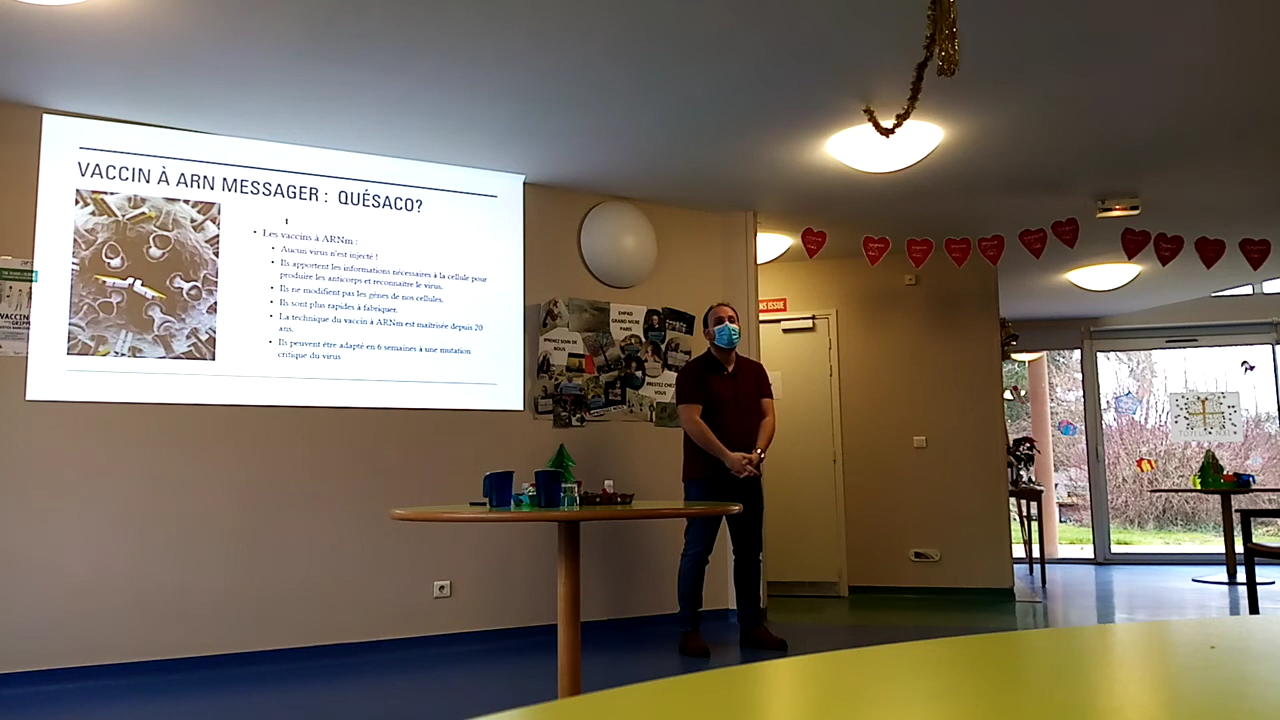 VACCIN À ARN MESSAGER : QUÉSACO?
• Les vaccins à ARNm :
• Aucun virus n'est injecté !
• Ils apportent les informations nécessaires à la cellule pour
produire les anticorps et reconnaître le virus.
• Ils ne modifient pas les gènes de nos cellules.
• Ils sont plus rapides à fabriquer.
• La technique du vaccin à ARNm est maîtrisée depuis 20
ans.
• Ils peuvent être adapté en 6 semaines à une mutation
critique du virus
VACCIN
GRIPP
EHPAD
GRAND MERE
PARIS
PRENEZ SOIN DE
NOUS
RESTEZ CHEZ
VOUS
NS ISSUE